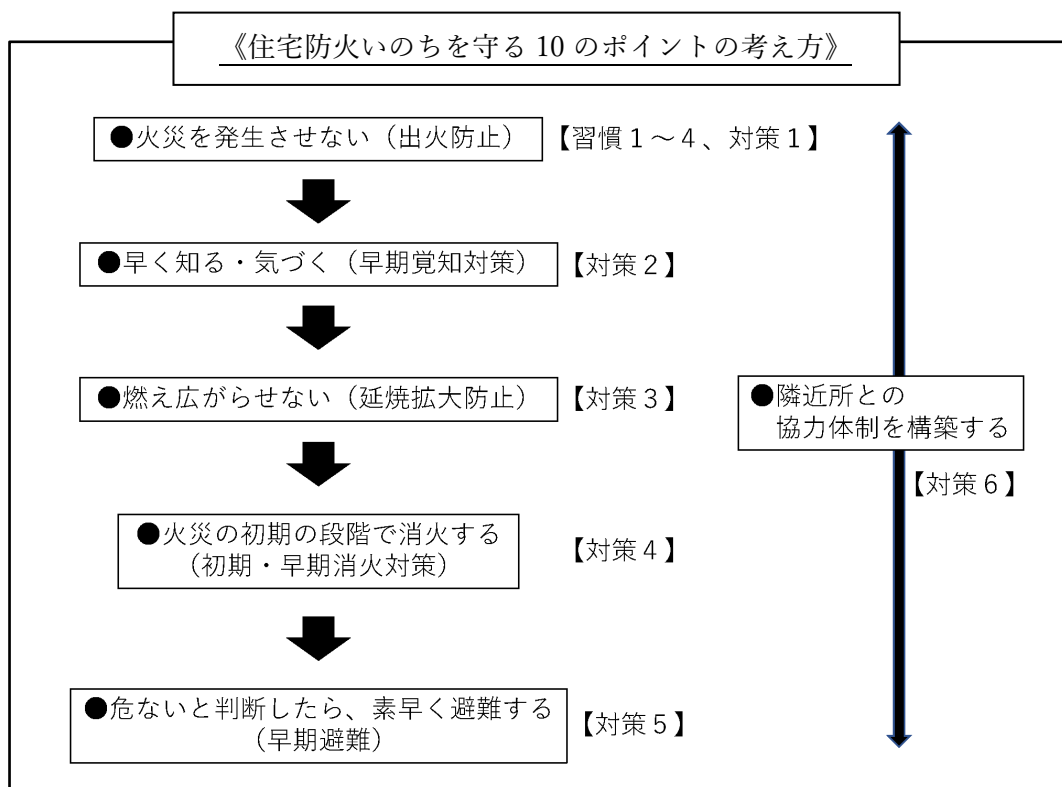 《住宅防火いのちを守る 10 のポイントの考え方》
●火災を発生させない（出火防止）
【習慣１～４、対策１】
●早く知る・気づく（早期覚知対策）
【対策２】
●燃え広がらせない（延焼拡大防止）
【対策３】
●隣近所との
協力体制を構築する
【対策６】
●火災の初期の段階で消火する
（初期・早期消火対策）
【対策４】
●危ないと判断したら、素早く避難する
（早期避難）
【対策５】